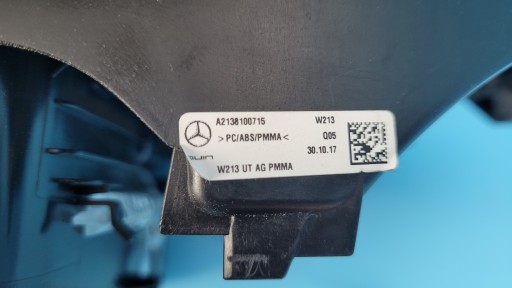 A2138100715 W213
>PC/ABS/PMMA< Q05
30.10.17
W213 UT AG PMMA